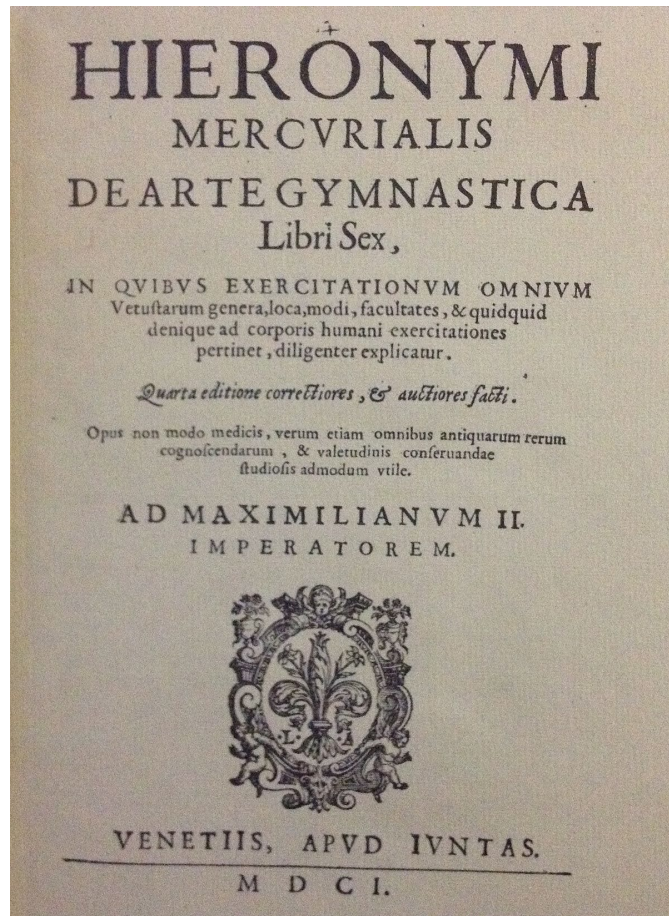 HIERONYMI
MERCVRIALIS
DE ARTE GYMNASTICA
Libri Sex,
IN QVIBVS EXERCITATIONVM OMNIVM
Vetuſtarum genera,loca,modi, facultates, & quidquid
denique ad corporis humani exercitationes
pertinet, diligenter explicatur.
Quarta editione correctiores, & auctiores facti.
Opus non modo medicis, verum etiam omnibus antiquarum rerum
cognoſcendarum, & valetudinis conſeruandae
ſtudioſis admodum vtile.
AD MAXIMILIANVM II.
IMPERATOREM.
·L· A
VENETIIS, APVD IVNTAS.
M D C I.